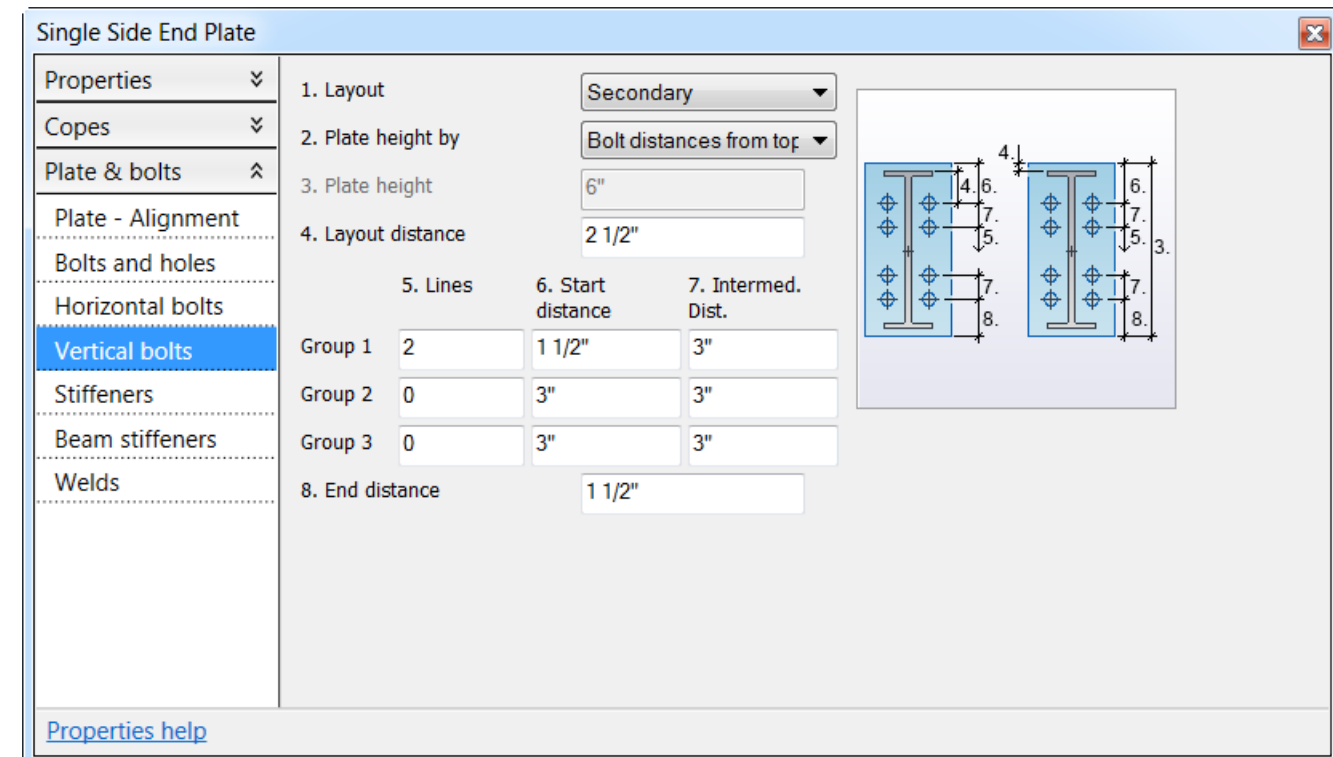 Single Side End Plate
Properties
Copes
Plate & bolts
Plate - Alignment
Bolts and holes
Horizontal bolts
Vertical bolts
Stiffeners
Beam stiffeners
Welds
1. Layout Secondary
2. Plate height by Bolt distances from top
3. Plate height 6"
4. Layout distance 2 1/2"
5. Lines 6. Start distance 7. Intermed. Dist.
Group 1 2 1 1/2" 3"
Group 2 0 3" 3"
Group 3 0 3" 3"
8. End distance 1 1/2"
4. 6. 7. 5. 7. 8.
4. 6. 7. 5. 3. 7. 8.
Properties help